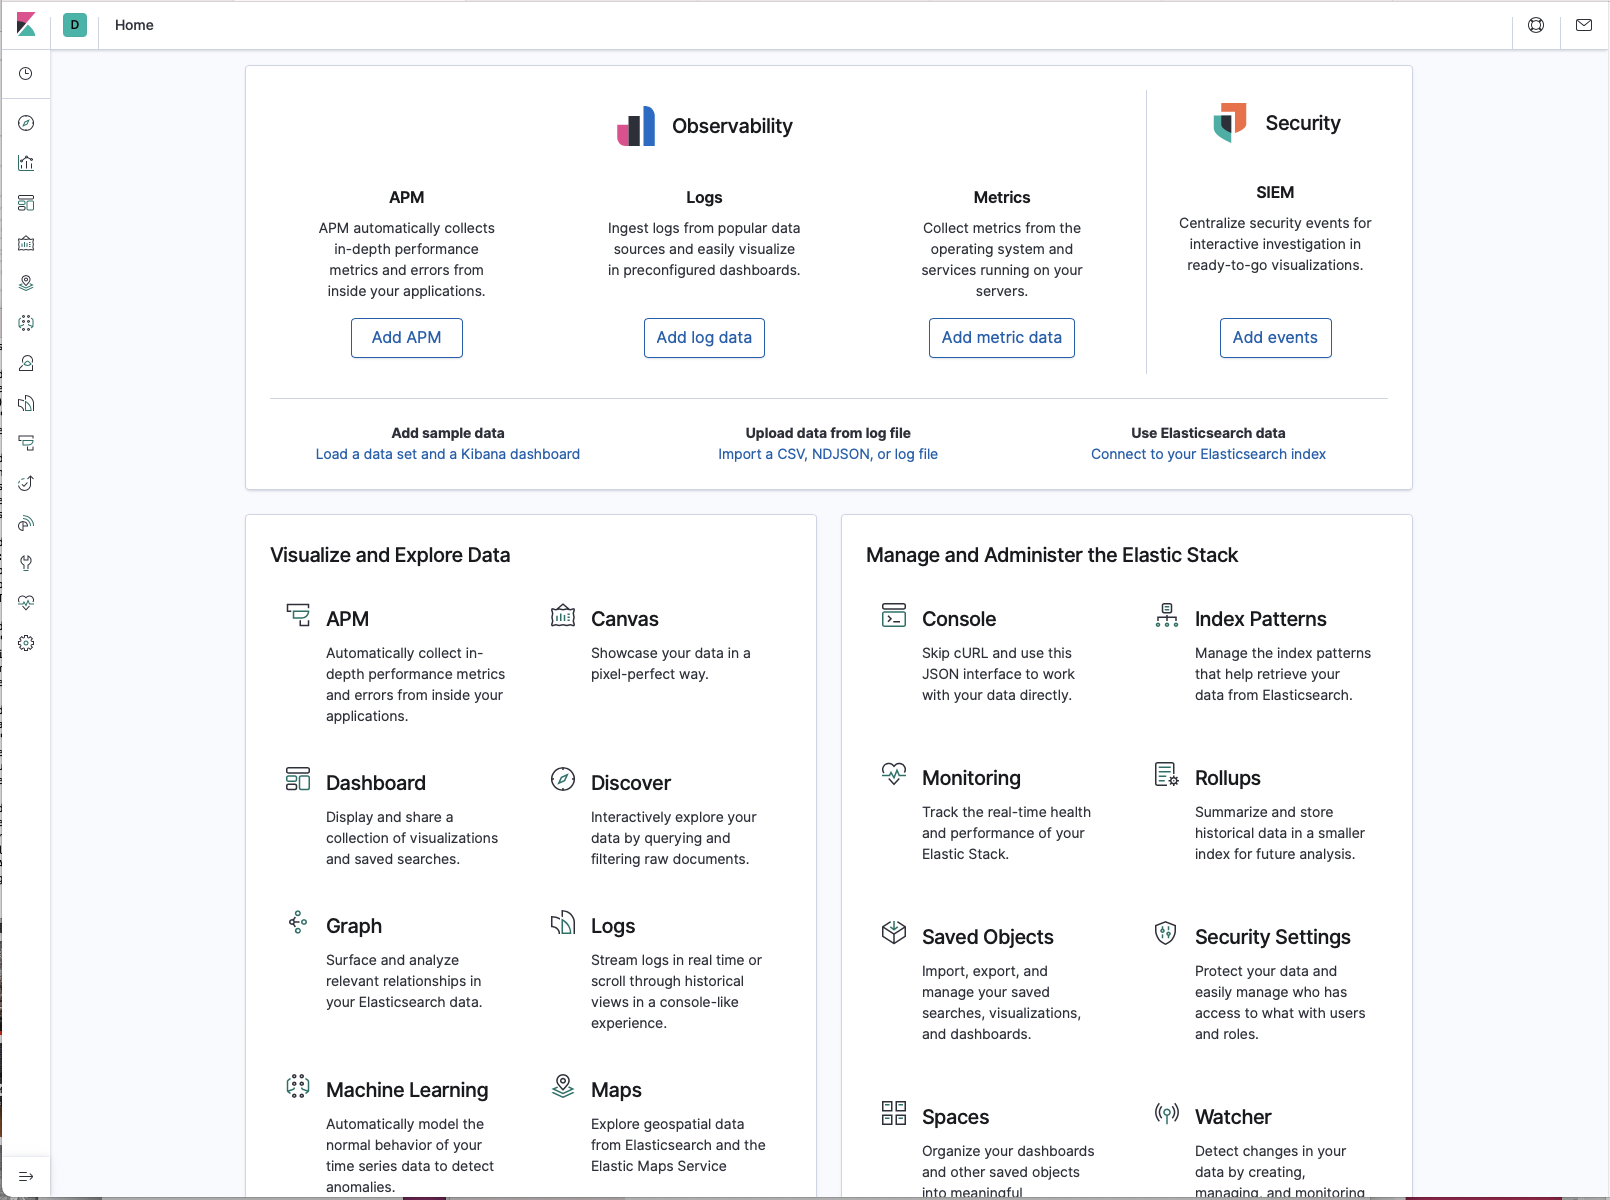 D
Home
Observability
Security
APM
APM automatically collects
in-depth performance
metrics and errors from
inside your applications.
Add APM
Logs
Ingest logs from popular data
sources and easily visualize
in preconfigured dashboards.
Add log data
Metrics
Collect metrics from the
operating system and
services running on your
servers.
Add metric data
SIEM
Centralize security events for
interactive investigation in
ready-to-go visualizations.
Add events
Add sample data
Load a data set and a Kibana dashboard
Upload data from log file
Import a CSV, NDJSON, or log file
Use Elasticsearch data
Connect to your Elasticsearch index
Visualize and Explore Data
APM
Automatically collect in-
depth performance metrics
and errors from inside your
applications.
Canvas
Showcase your data in a
pixel-perfect way.
Dashboard
Display and share a
collection of visualizations
and saved searches.
Discover
Interactively explore your
data by querying and
filtering raw documents.
Graph
Surface and analyze
relevant relationships in
your Elasticsearch data.
Logs
Stream logs in real time or
scroll through historical
views in a console-like
experience.
Machine Learning
Automatically model the
normal behavior of your
time series data to detect
anomalies.
Maps
Explore geospatial data
from Elasticsearch and the
Elastic Maps Service
Manage and Administer the Elastic Stack
Console
Skip cURL and use this
JSON interface to work
with your data directly.
Index Patterns
Manage the index patterns
that help retrieve your
data from Elasticsearch.
Monitoring
Track the real-time health
and performance of your
Elastic Stack.
Rollups
Summarize and store
historical data in a smaller
index for future analysis.
Saved Objects
Import, export, and
manage your saved
searches, visualizations,
and dashboards.
Security Settings
Protect your data and
easily manage who has
access to what with users
and roles.
Spaces
Organize your dashboards
and other saved objects
into meaningful
Watcher
Detect changes in your
data by creating,
managing, and monitoring